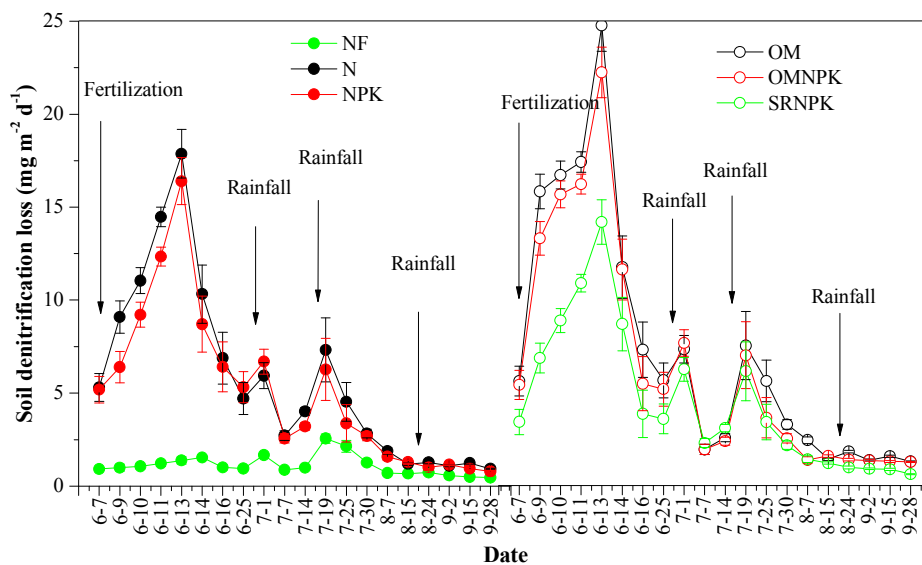 25
20
15
10
5
0
Soil denitrification loss (mg m⁻² d⁻¹)
NF
N
NPK
Fertilization
Rainfall
Rainfall
Rainfall
OM
OMNPK
SRNPK
Fertilization
Rainfall
Rainfall
Rainfall
6-7
6-9
6-10
6-11
6-13
6-14
6-16
6-25
7-1
7-7
7-14
7-19
7-25
7-30
8-7
8-15
8-24
9-2
9-15
9-28
6-7
6-9
6-10
6-11
6-13
6-14
6-16
6-25
7-1
7-7
7-14
7-19
7-25
7-30
8-7
8-15
8-24
9-2
9-15
9-28
Date